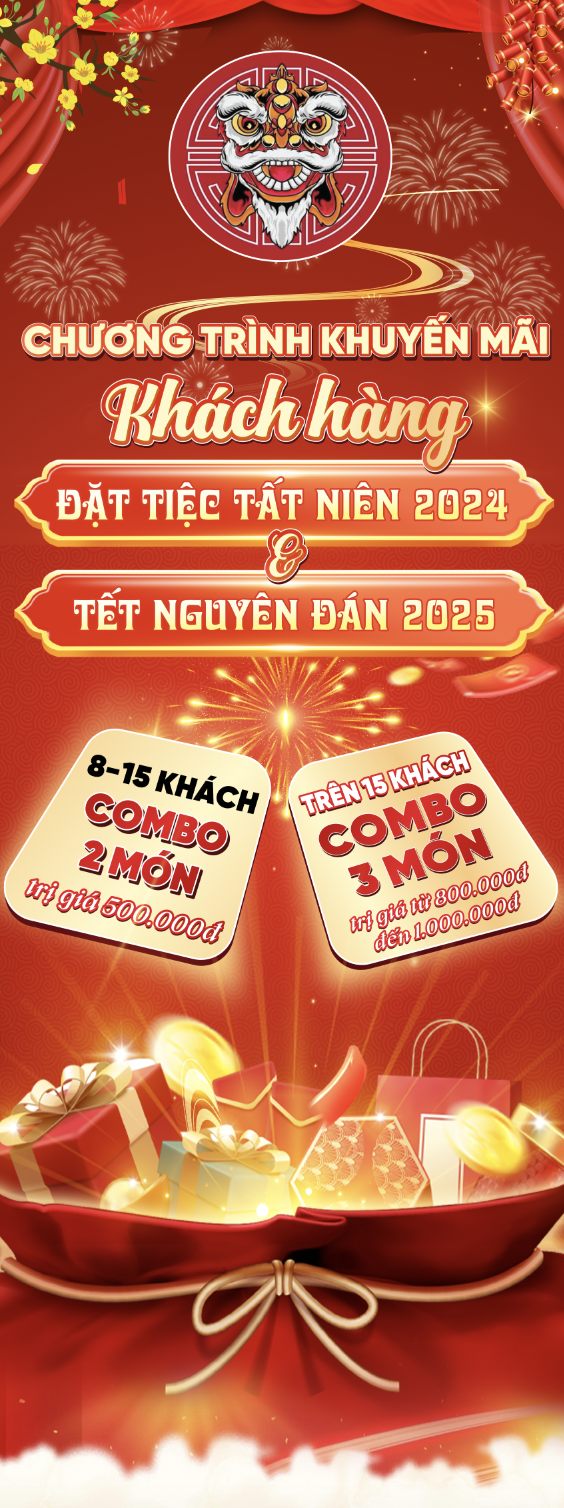 CHƯƠNG TRÌNH KHUYẾN MÃI
Khách hàng
ĐẶT TIỆC TẤT NIÊN 2024
&
TẾT NGUYÊN ĐÁN 2025
8-15 KHÁCH
COMBO
2 MÓN
trị giá 500.000đ
TRÊN 15 KHÁCH
COMBO
3 MÓN
trị giá từ 800.000đ
đến 1.000.000đ